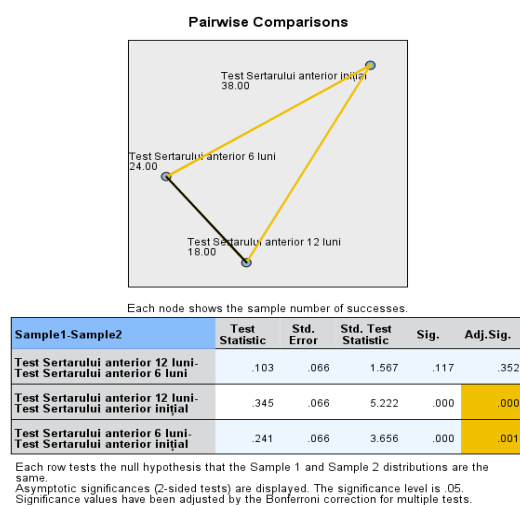 Pairwise Comparisons
Test Sertarului anterior inițial
38.00
Test Sertarului anterior 6 luni
24.00
Test Sertarului anterior 12 luni
18.00
Each node shows the sample number of successes.
Sample1-Sample2 Test Statistic Std. Error Std. Test Statistic Sig. Adj.Sig.
Test Sertarului anterior 12 luni-
Test Sertarului anterior 6 luni .103 .066 1.567 .117 .352
Test Sertarului anterior 12 luni-
Test Sertarului anterior inițial .345 .066 5.222 .000 .000
Test Sertarului anterior 6 luni-
Test Sertarului anterior inițial .241 .066 3.656 .000 .001
Each row tests the null hypothesis that the Sample 1 and Sample 2 distributions are the
same.
Asymptotic significances (2-sided tests) are displayed. The significance level is .05.
Significance values have been adjusted by the Bonferroni correction for multiple tests.